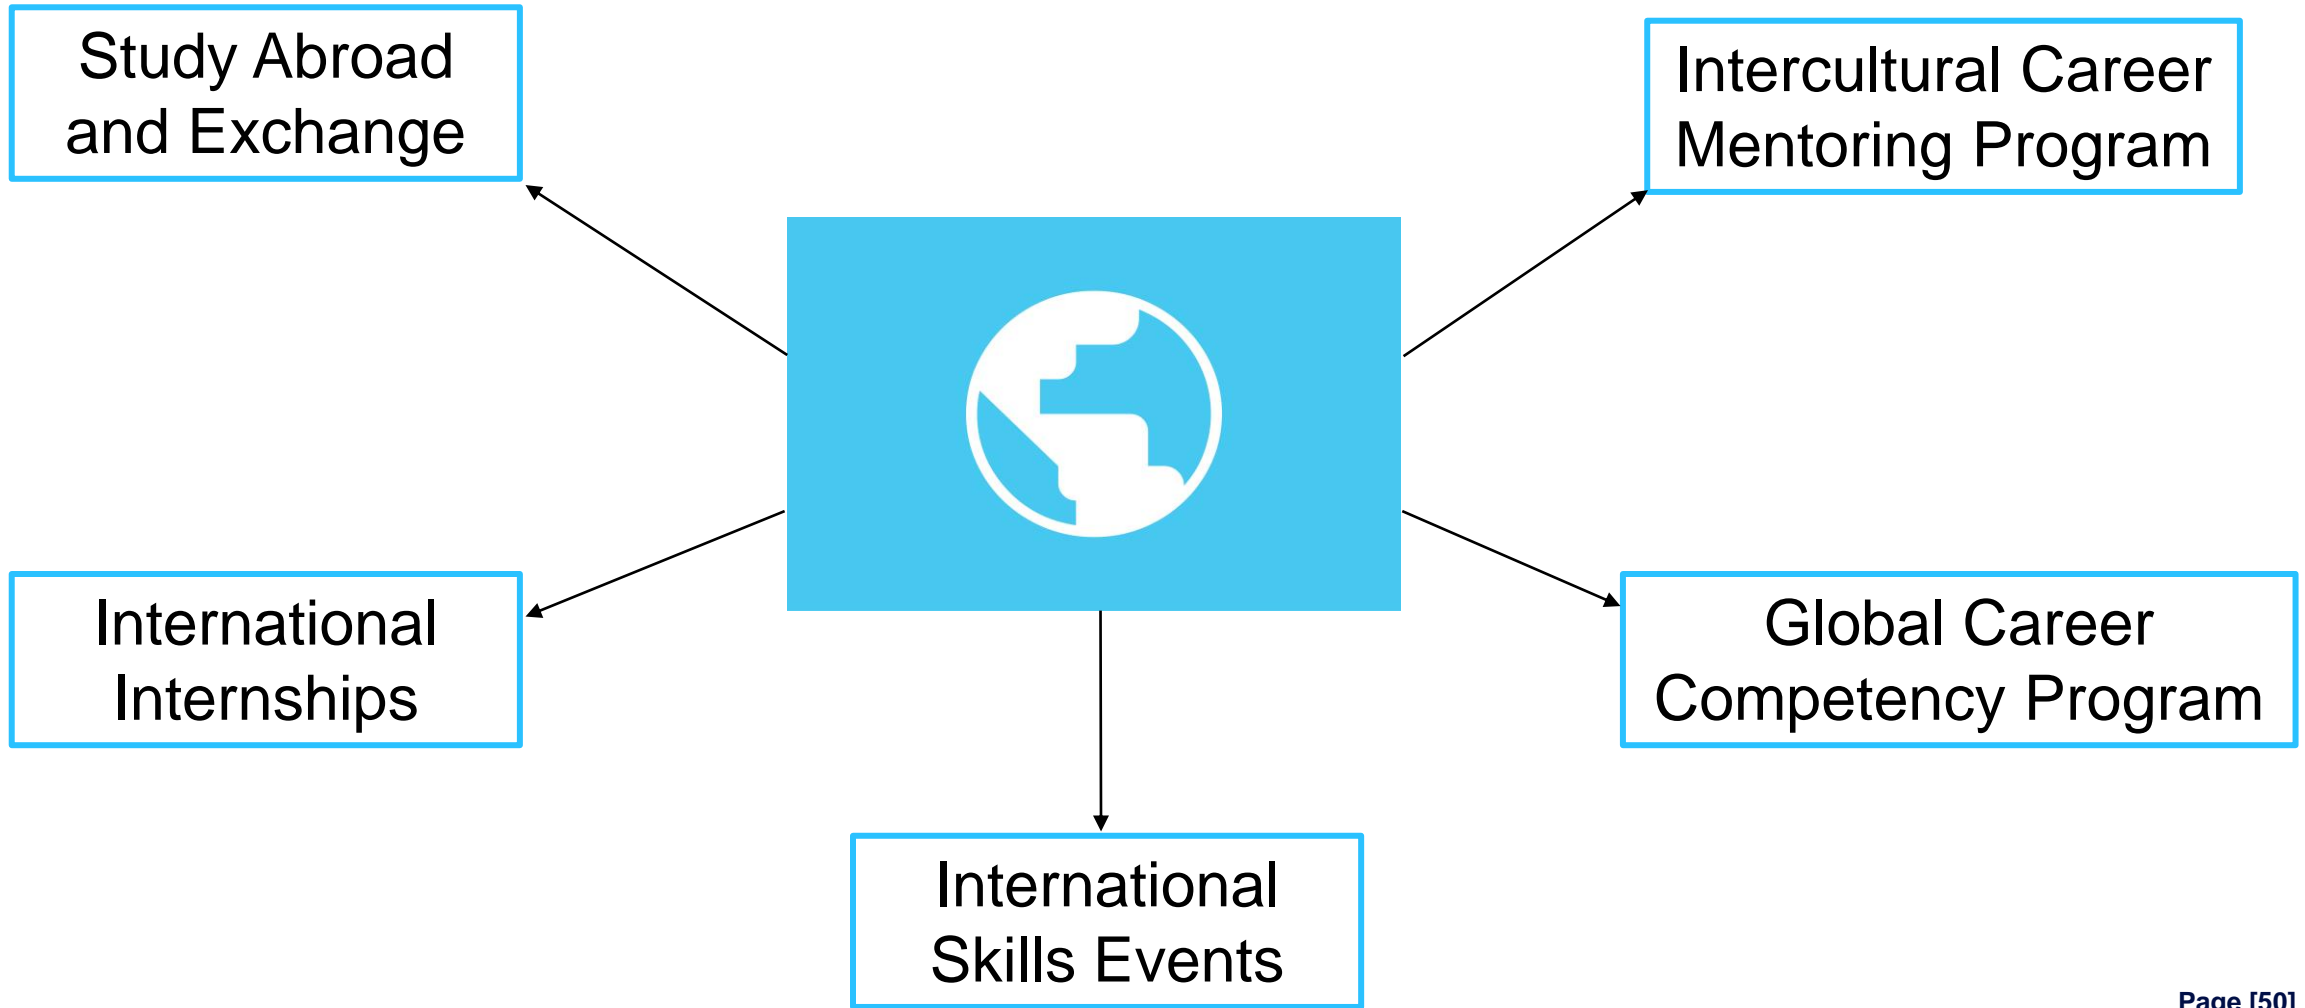 Study Abroad
and Exchange
Intercultural Career
Mentoring Program
International
Internships
Global Career
Competency Program
International
Skills Events
Page [50]